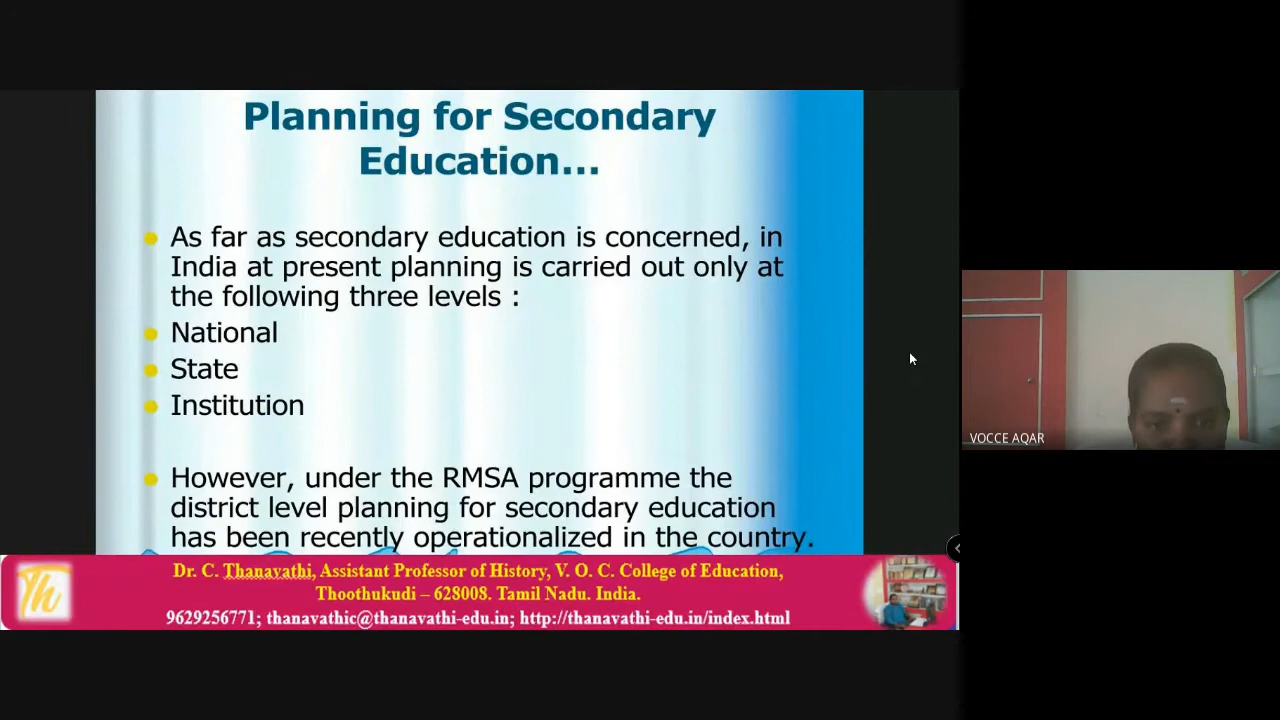 Planning for Secondary
Education...
As far as secondary education is concerned, in
India at present planning is carried out only at
the following three levels :
National
State
Institution
However, under the RMSA programme the
district level planning for secondary education
has been recently operationalized in the country.
Th
Dr. C. Thanavathi, Assistant Professor of History, V. O. C. College of Education,
Thoothukudi – 628008. Tamil Nadu. India.
9629256771; thanavathic@thanavathi-edu.in; http://thanavathi-edu.in/index.html
VOCCE AQAR